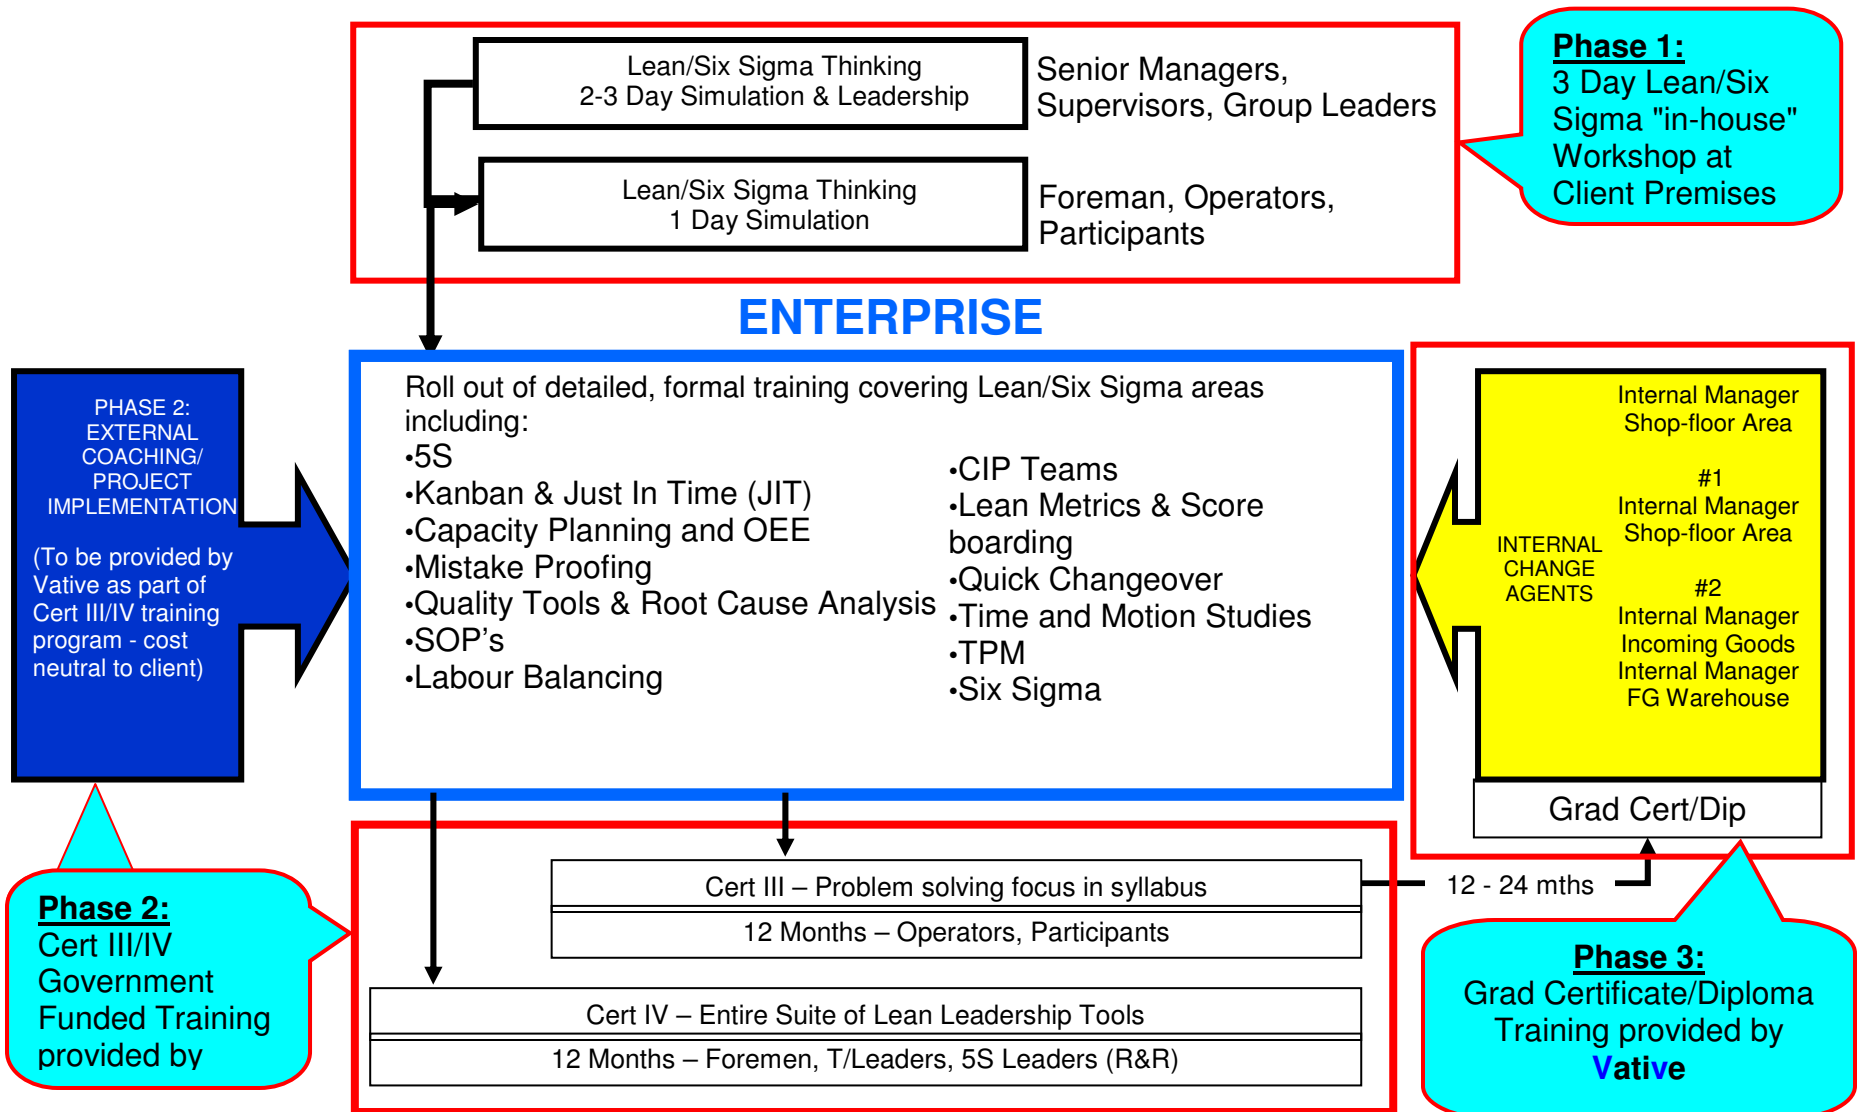 Lean/Six Sigma Thinking
2-3 Day Simulation & Leadership
Senior Managers,
Supervisors, Group Leaders
Lean/Six Sigma Thinking
1 Day Simulation
Foreman, Operators,
Participants
Phase 1:
3 Day Lean/Six
Sigma "in-house"
Workshop at
Client Premises
ENTERPRISE
PHASE 2:
EXTERNAL
COACHING/
PROJECT
IMPLEMENTATION
(To be provided by
Vative as part of
Cert III/IV training
program - cost
neutral to client)
Roll out of detailed, formal training covering Lean/Six Sigma areas
including:
•5S
•Kanban & Just In Time (JIT)
•Capacity Planning and OEE
•Mistake Proofing
•Quality Tools & Root Cause Analysis
•SOP's
•Labour Balancing
•CIP Teams
•Lean Metrics & Score
boarding
•Quick Changeover
•Time and Motion Studies
•TPM
•Six Sigma
INTERNAL
CHANGE
AGENTS
Internal Manager
Shop-floor Area
#1
Internal Manager
Shop-floor Area
#2
Internal Manager
Incoming Goods
Internal Manager
FG Warehouse
Grad Cert/Dip
Phase 2:
Cert III/IV
Government
Funded Training
provided by
Cert III – Problem solving focus in syllabus
12 Months – Operators, Participants
12 - 24 mths
Cert IV – Entire Suite of Lean Leadership Tools
12 Months – Foremen, T/Leaders, 5S Leaders (R&R)
Phase 3:
Grad Certificate/Diploma
Training provided by
Vative